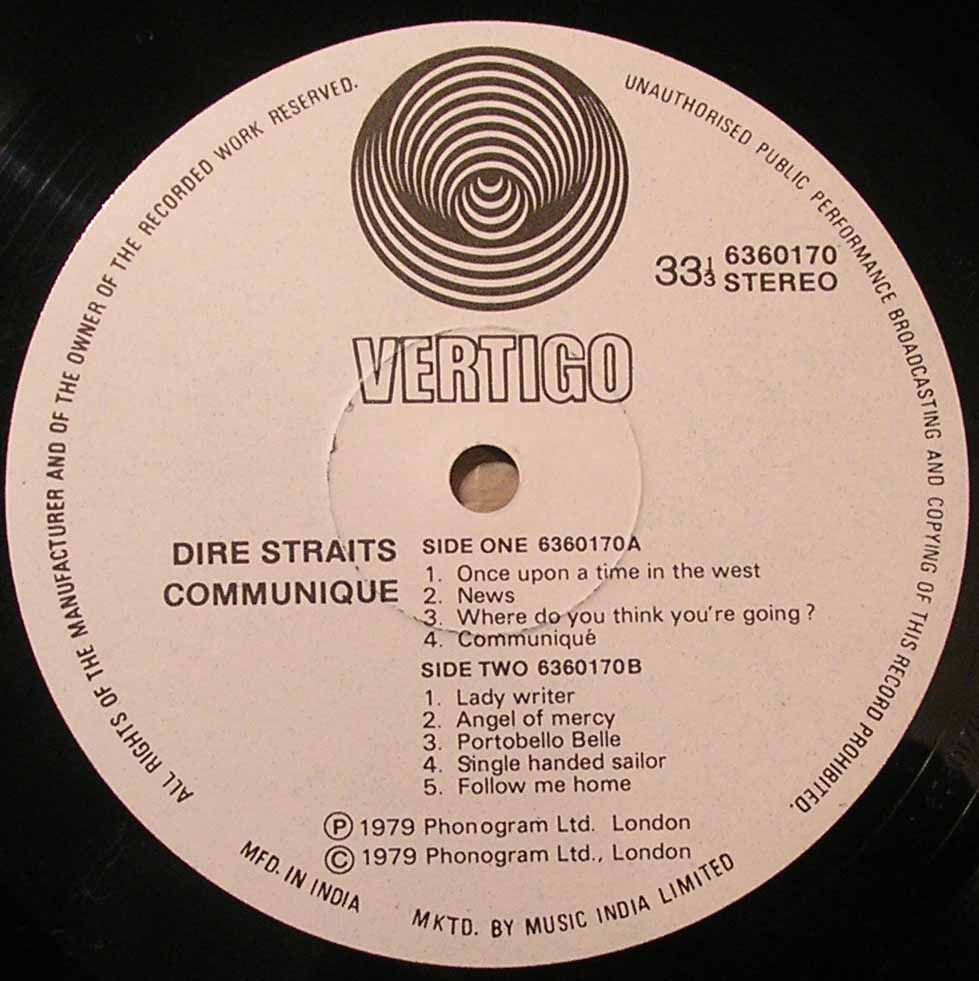 ALL RIGHTS OF THE MANUFACTURER AND OF THE OWNER OF THE RECORDED WORK RESERVED.
UNAUTHORISED PUBLIC PERFORMANCE BROADCASTING AND COPYING OF THIS RECORD PROHIBITED.
33⅓ 6360170
STEREO
VERTIGO
DIRE STRAITS
COMMUNIQUE
SIDE ONE 6360170A
1. Once upon a time in the west
2. News
3. Where do you think you're going ?
4. Communiqué
SIDE TWO 6360170B
1. Lady writer
2. Angel of mercy
3. Portobello Belle
4. Single handed sailor
5. Follow me home
Ⓟ 1979 Phonogram Ltd. London
© 1979 Phonogram Ltd., London
MFD. IN INDIA
MKTD. BY MUSIC INDIA LIMITED